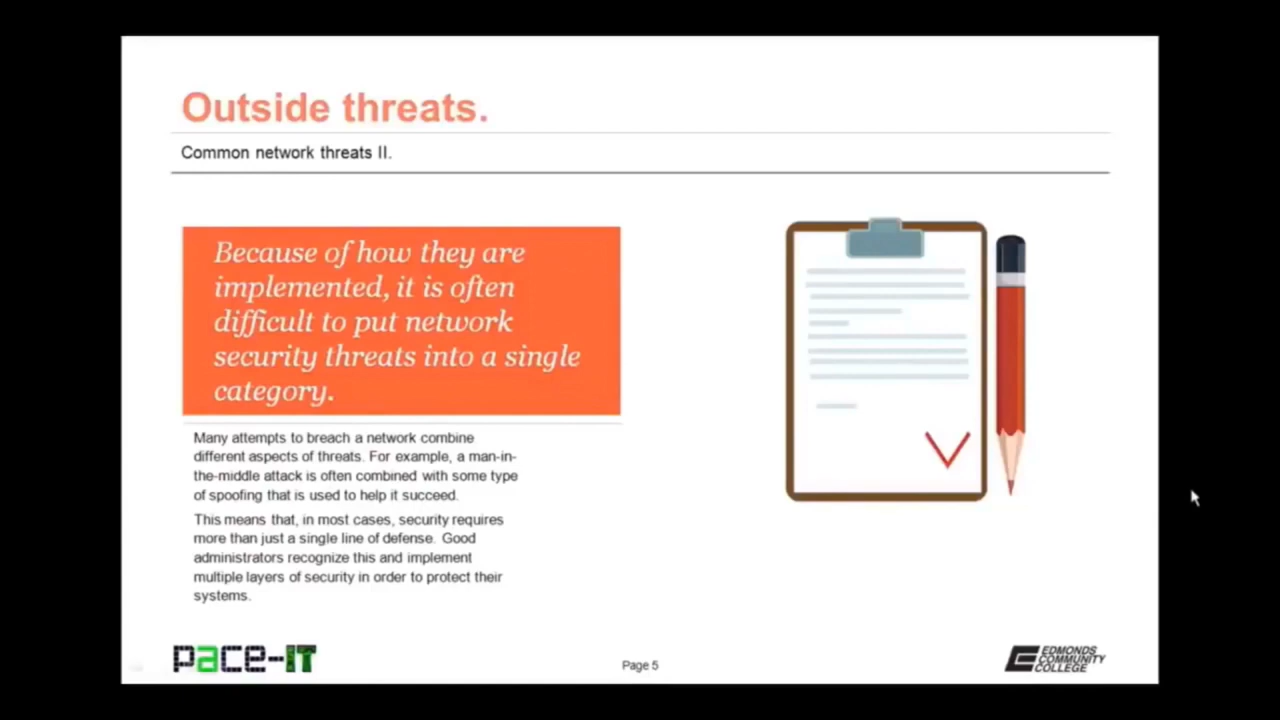 Outside threats.
Common network threats II.
Because of how they are
implemented, it is often
difficult to put network
security threats into a single
category.
Many attempts to breach a network combine
different aspects of threats. For example, a man-in-
the-middle attack is often combined with some type
of spoofing that is used to help it succeed.
This means that, in most cases, security requires
more than just a single line of defense. Good
administrators recognize this and implement
multiple layers of security in order to protect their
systems.
pace-IT
Page 5
EDMONDS
COMMUNITY
COLLEGE